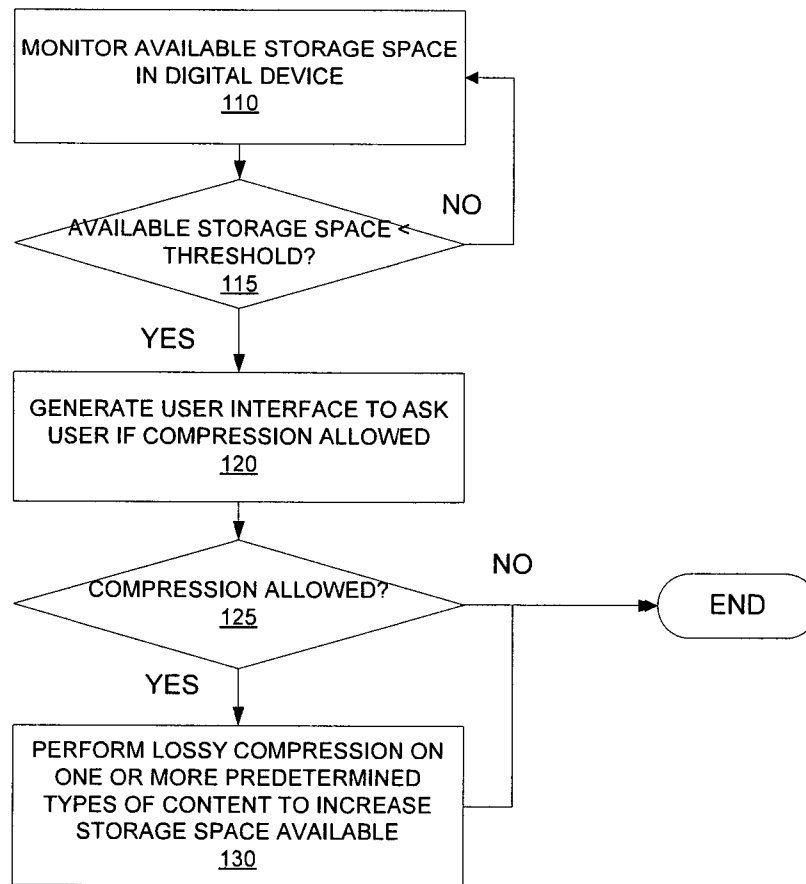 MONITOR AVAILABLE STORAGE SPACE
IN DIGITAL DEVICE
110
NO
AVAILABLE STORAGE SPACE <
THRESHOLD?
115
YES
GENERATE USER INTERFACE TO ASK
USER IF COMPRESSION ALLOWED
120
NO
COMPRESSION ALLOWED?
125
END
YES
PERFORM LOSSY COMPRESSION ON
ONE OR MORE PREDETERMINED
TYPES OF CONTENT TO INCREASE
STORAGE SPACE AVAILABLE
130